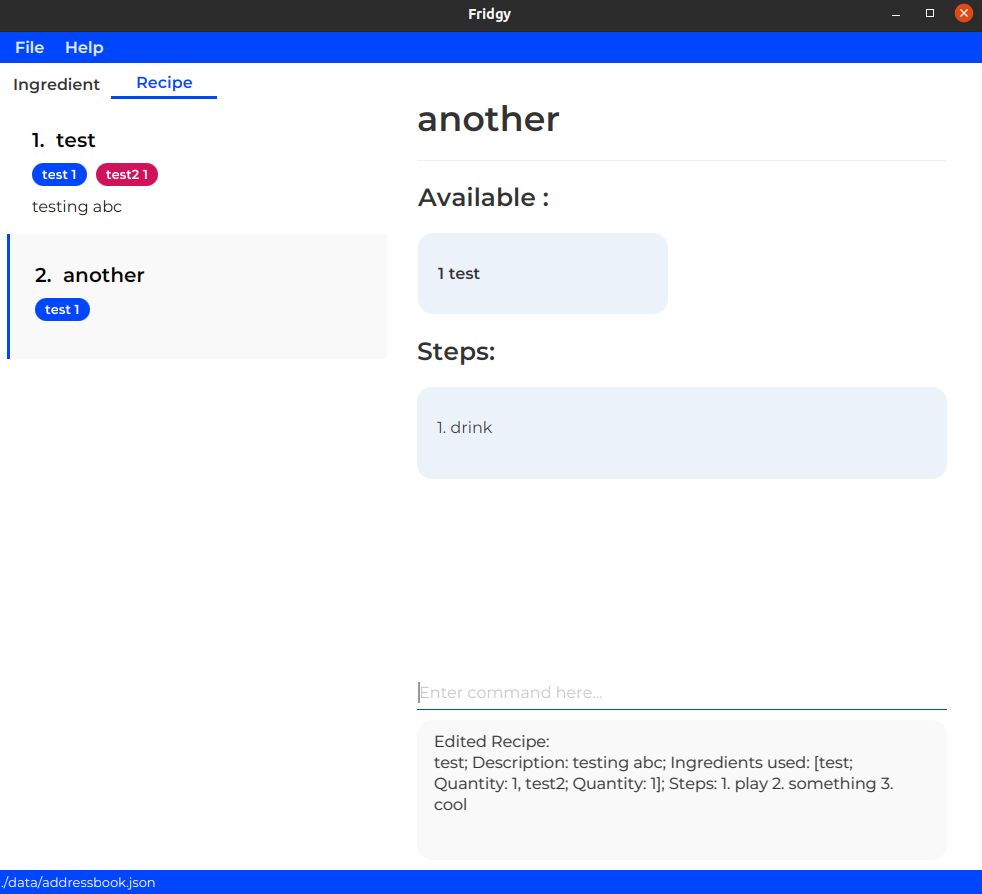 Fridgy
File Help
Ingredient Recipe
1. test
test 1 test2 1
testing abc
2. another
test 1
another
Available :
1 test
Steps:
1. drink
Enter command here...
Edited Recipe:
test; Description: testing abc; Ingredients used: [test;
Quantity: 1, test2; Quantity: 1]; Steps: 1. play 2. something 3.
cool
./data/addressbook.json